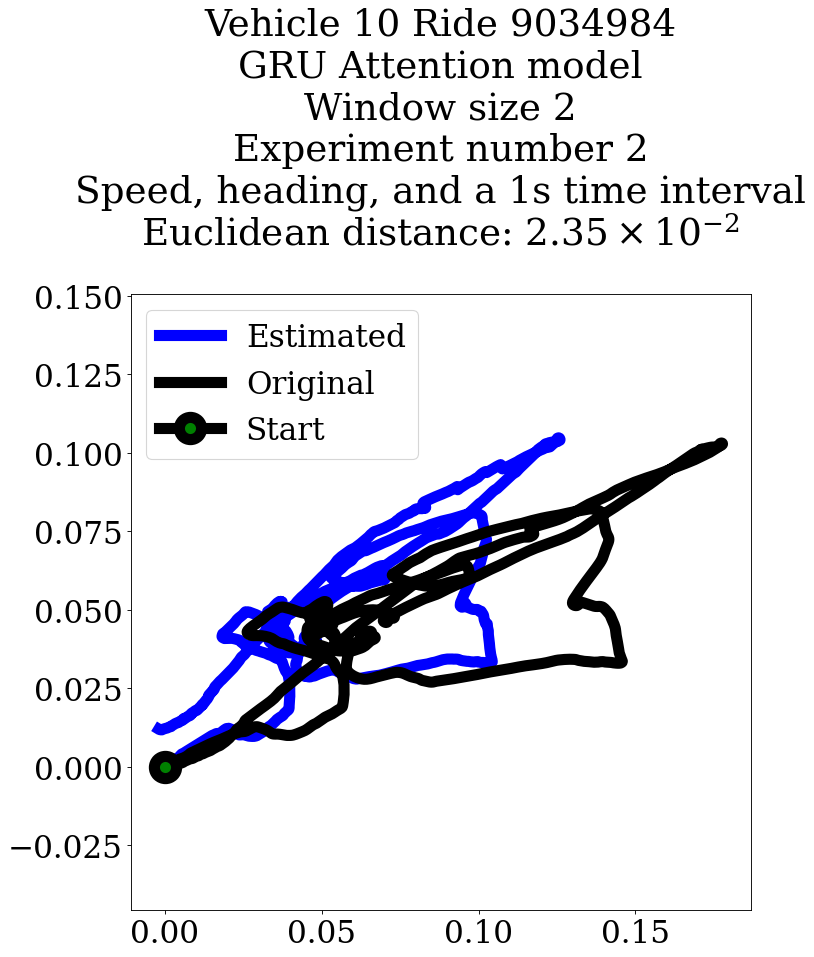 Vehicle 10 Ride 9034984
GRU Attention model
Window size 2
Experiment number 2
Speed, heading, and a 1s time interval
Euclidean distance: 2.35 × 10⁻²
0.150
0.125
0.100
0.075
0.050
0.025
0.000
−0.025
Estimated
Original
Start
0.00 0.05 0.10 0.15